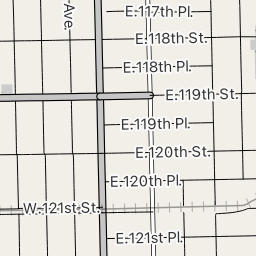 Ave.
E.117th Pl.
E.118th St.
E.118th Pl.
E.119th St.
E.119th Pl.
E.120th St.
E.120th Pl.
W. 121st St.
E.121st Pl.